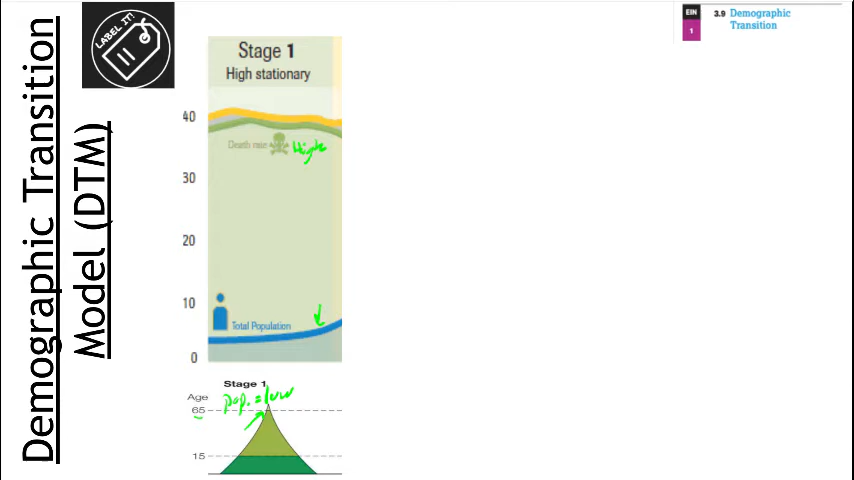 Demographic Transition
Model (DTM)
LABEL IT!
Stage 1
High stationary
40
30
20
10
0
Death rate High
Total Population
Stage 1
Age
pop. = low
65
15
EIN
1
3.9 Demographic
Transition